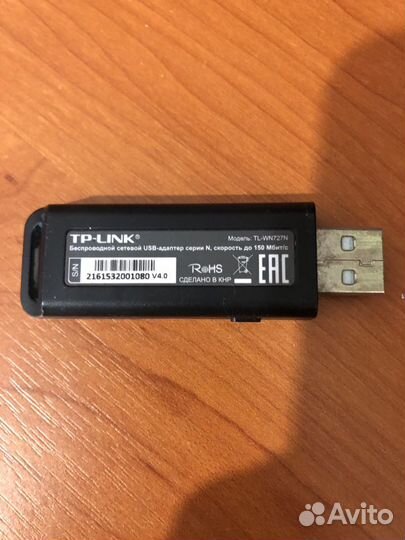 TP-LINK®
Модель: TL-WN727N
Беспроводной сетевой USB-адаптер серии N, скорость до 150 Мбит/с
S/N
2161532001080 V4.0
RoHS
СДЕЛАНО В КНР
EAC
Avito